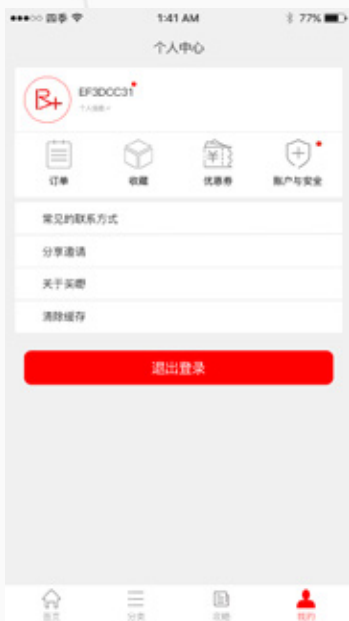 四季 1:41 AM 77%
个人中心
EF3DCC31
订单 收藏 优惠券 账户与安全
常见的联系方式
分享邀请
关于买嘢
清除缓存
退出登录
首页 分类 攻略 我的